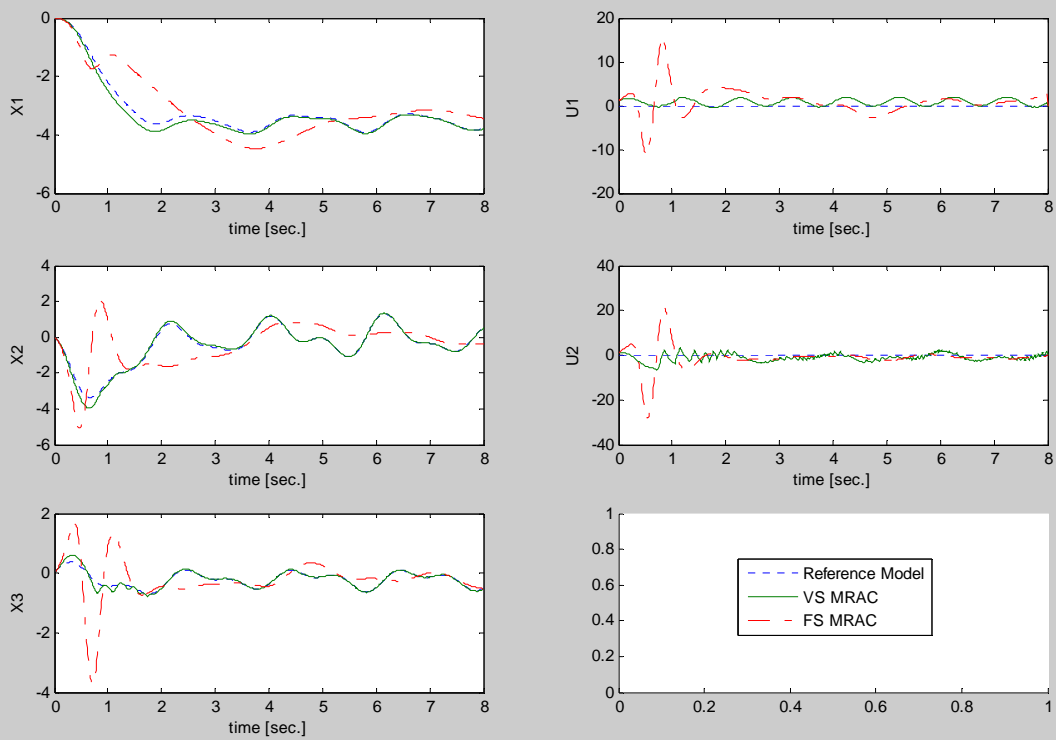 0
-2
-4
-6
X1
0 1 2 3 4 5 6 7 8
time [sec.]
20
10
0
-10
-20
U1
0 1 2 3 4 5 6 7 8
time [sec.]
4
2
0
-2
-4
-6
X2
0 1 2 3 4 5 6 7 8
time [sec.]
40
20
0
-20
-40
U2
0 1 2 3 4 5 6 7 8
time [sec.]
2
0
-2
-4
X3
0 1 2 3 4 5 6 7 8
time [sec.]
1
0.8
0.6
0.4
0.2
0
0 0.2 0.4 0.6 0.8 1
Reference Model
VS MRAC
FS MRAC